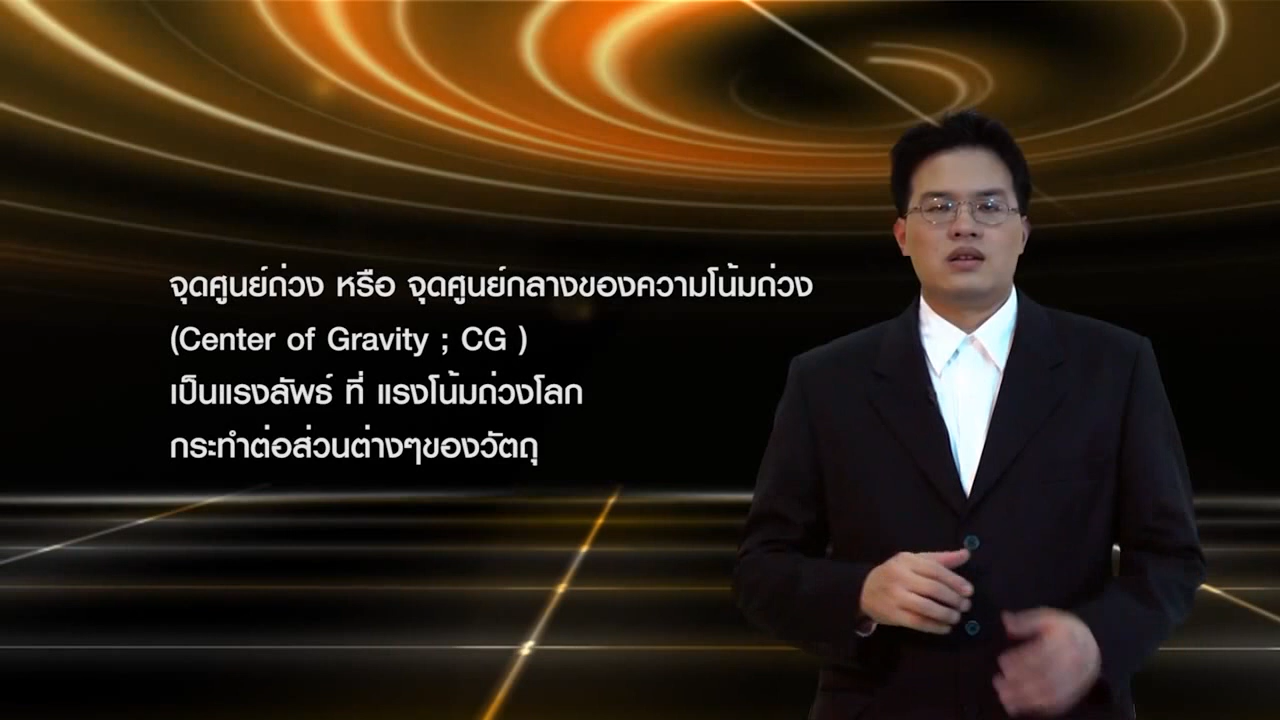 จุดศูนย์ถ่วง หรือ จุดศูนย์กลางของความโน้มถ่วง
(Center of Gravity ; CG )
เป็นแรงลัพธ์ ที่ แรงโน้มถ่วงโลก
กระทำต่อส่วนต่างๆของวัตถุ